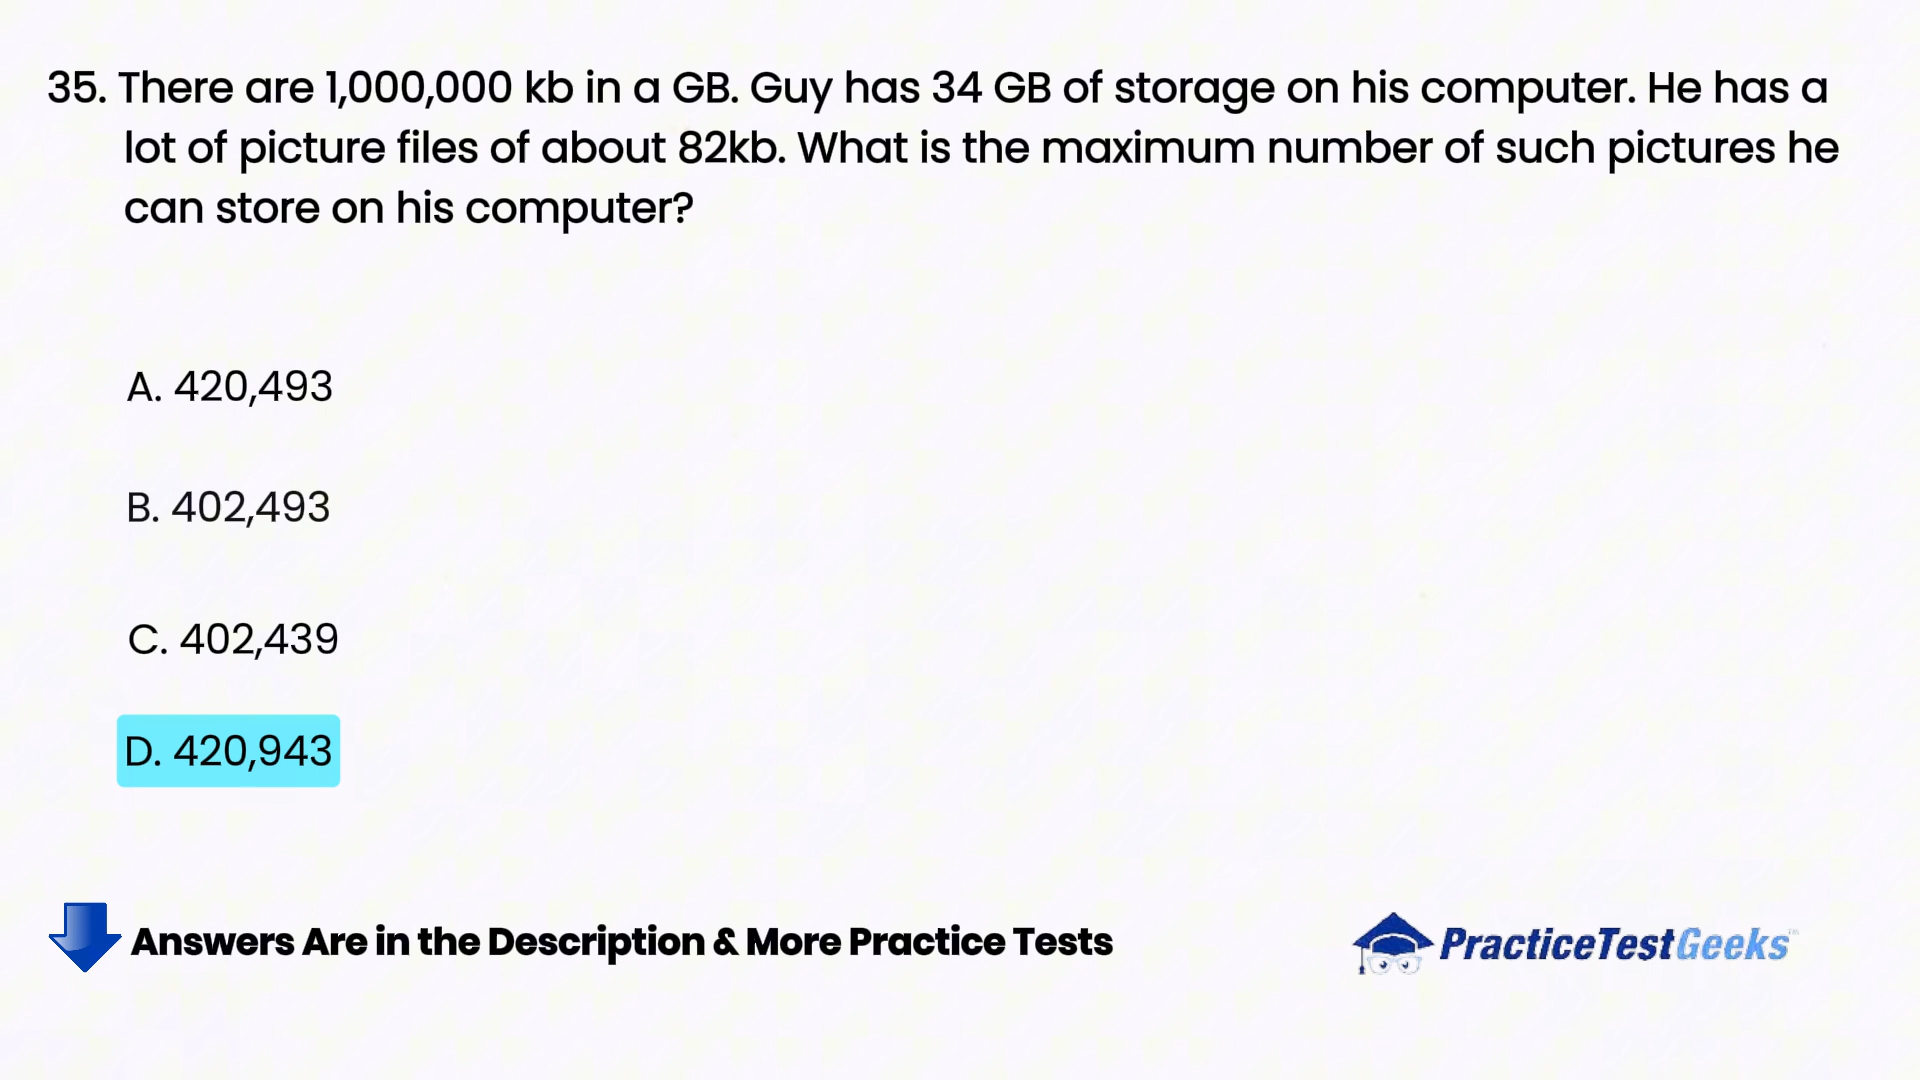 35. There are 1,000,000 kb in a GB. Guy has 34 GB of storage on his computer. He has a
lot of picture files of about 82kb. What is the maximum number of such pictures he
can store on his computer?
A. 420,493
B. 402,493
C. 402,439
D. 420,943
Answers Are in the Description & More Practice Tests
PracticeTestGeeks™